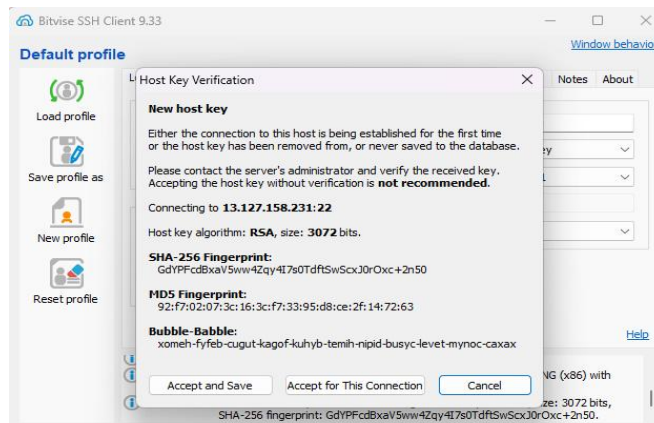 Bitvise SSH Client 9.33
Default profile
Window behavio
Load profile
Save profile as
New profile
Reset profile
Notes About
Host Key Verification
New host key
Either the connection to this host is being established for the first time
or the host key has been removed from, or never saved to the database.
Please contact the server's administrator and verify the received key.
Accepting the host key without verification is not recommended.
Connecting to 13.127.158.231:22
Host key algorithm: RSA, size: 3072 bits.
SHA-256 Fingerprint:
GdYPFcdBxaV5ww4Zqy4I7s0TdftSwScxJ0rOxc+2n50
MD5 Fingerprint:
92:f7:02:07:3c:16:3c:f7:33:95:d8:ce:2f:14:72:63
Bubble-Babble:
xomeh-fyfeb-cugut-kagof-kuhyb-temih-nipid-busyc-levet-mynoc-caxax
Accept and Save Accept for This Connection Cancel
ey
Help
NG (x86) with
ze: 3072 bits,
SHA-256 fingerprint: GdYPFcdBxaV5ww4Zqy4I7s0TdftSwScxJ0rOxc+2n50.